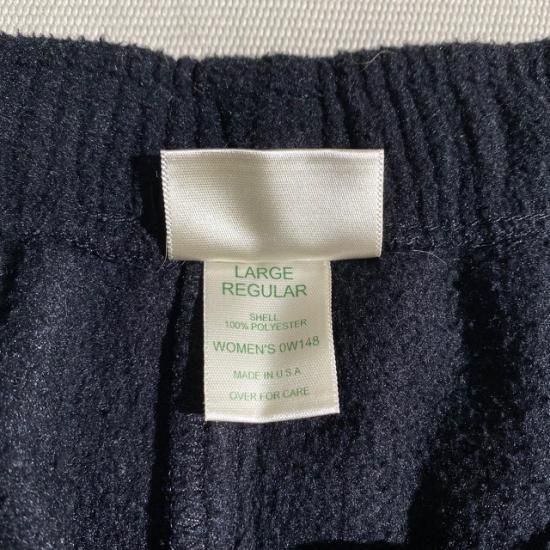 LARGE
REGULAR
SHELL
100% POLYESTER
WOMEN'S 0W148
MADE IN U.S.A
OVER FOR CARE